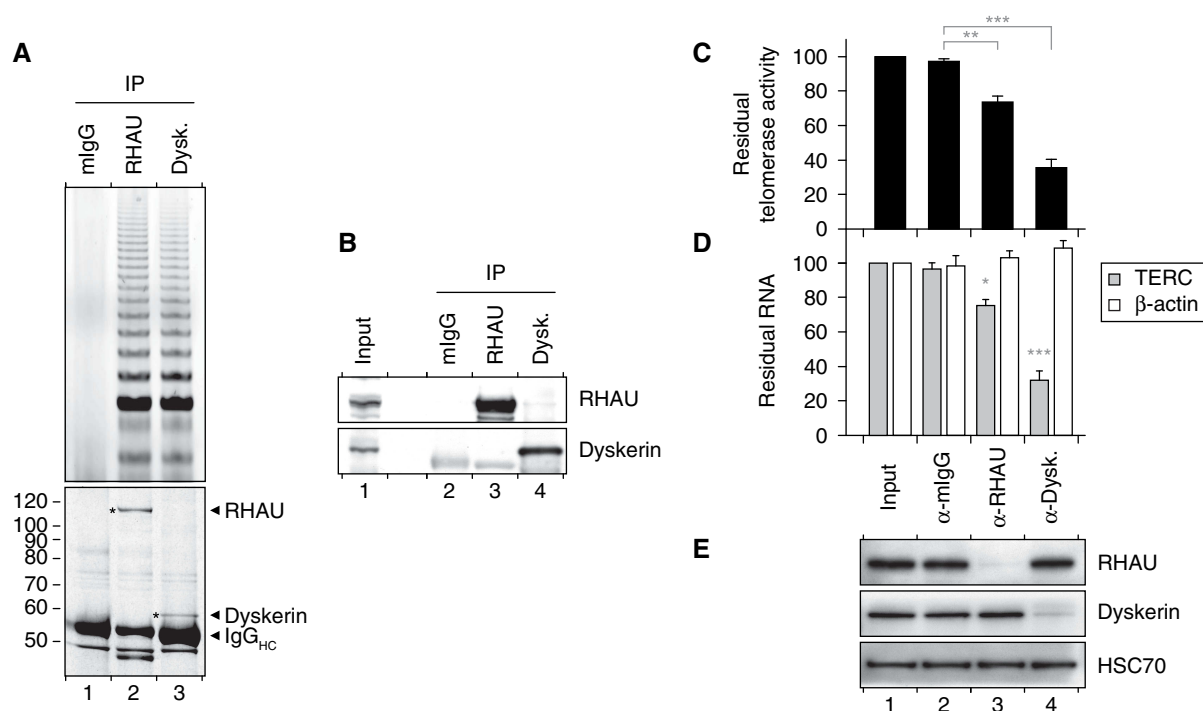 A
IP
mIgG
RHAU
Dysk.
120
100
90
80
70
60
50
*
*
RHAU
Dyskerin
IgGHC
1 2 3
B
IP
Input
mIgG
RHAU
Dysk.
RHAU
Dyskerin
1 2 3 4
C
Residual
telomerase activity
100
80
60
40
20
0
***
**
D
Residual RNA
100
80
60
40
20
0
*
***
TERC
β-actin
Input
α-mIgG
α-RHAU
α-Dysk.
E
RHAU
Dyskerin
HSC70
1 2 3 4